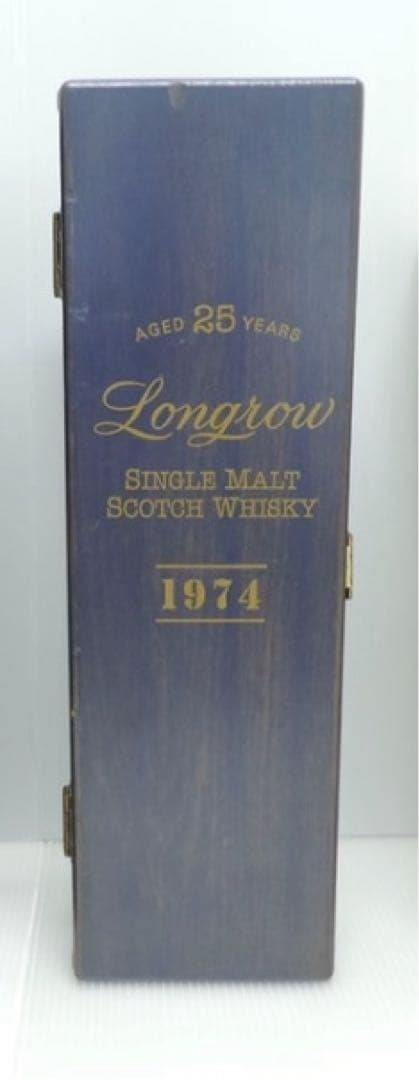 AGED 25 YEARS
Longrow
SINGLE MALT
SCOTCH WHISKY
1974